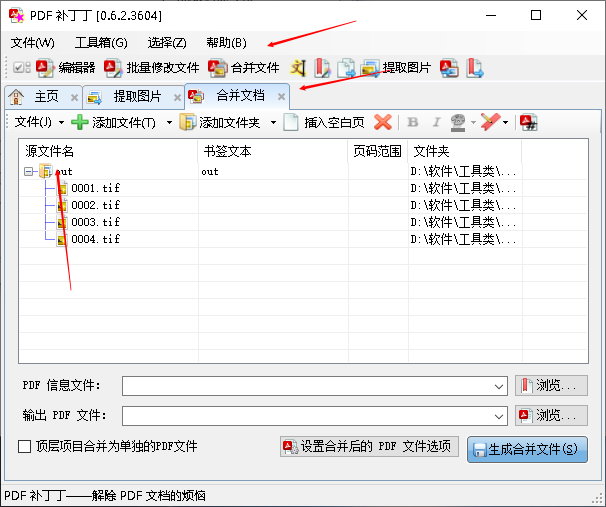 PDF 补丁丁 [0.6.2.3604]
文件(W) 工具箱(G) 选择(Z) 帮助(B)
编辑器 批量修改文件 合并文件 提取图片
主页 提取图片 合并文档
文件(J) 添加文件(T) 添加文件夹 插入空白页 B I
源文件名 书签文本 页码范围 文件夹
out out D:\软件\工具类\...
0001.tif D:\软件\工具类\...
0002.tif D:\软件\工具类\...
0003.tif D:\软件\工具类\...
0004.tif D:\软件\工具类\...
PDF 信息文件： 浏览...
输出 PDF 文件： 浏览...
顶层项目合并为单独的PDF文件 设置合并后的 PDF 文件选项 生成合并文件(S)
PDF 补丁丁——解除 PDF 文档的烦恼